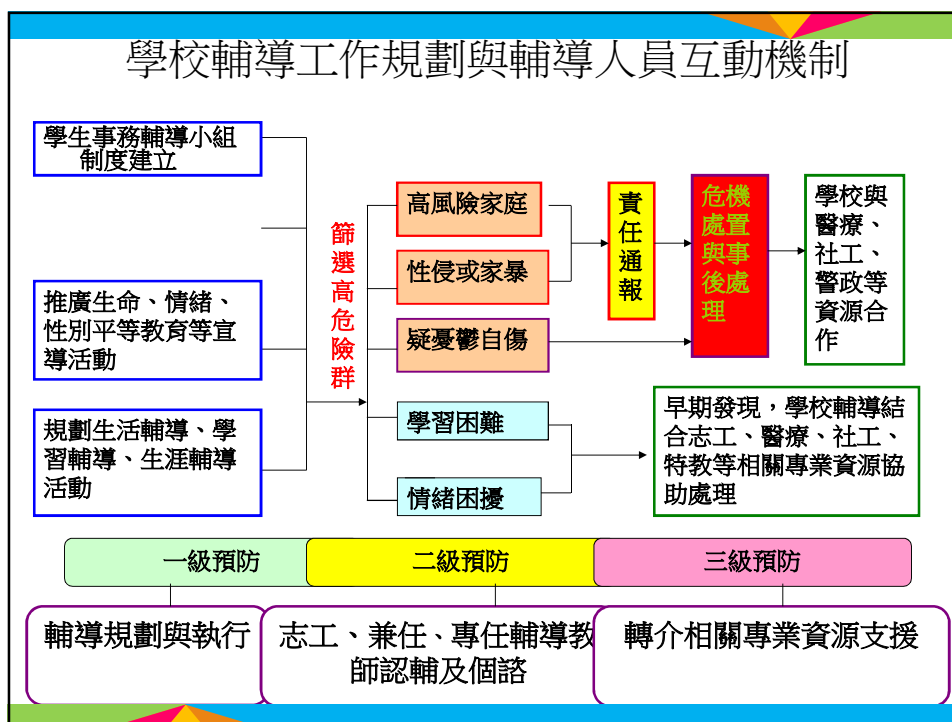 學校輔導工作規劃與輔導人員互動機制
學生事務輔導小組
制度建立
推廣生命、情緒、
性別平等教育等宣
導活動
規劃生活輔導、學
習輔導、生涯輔導
活動
篩選高危險群
高風險家庭
性侵或家暴
疑憂鬱自傷
學習困難
情緒困擾
責任通報
危機
處置
與事
後處
理
學校與
醫療、
社工、
警政等
資源合
作
早期發現，學校輔導結
合志工、醫療、社工、
特教等相關專業資源協
助處理
一級預防
二級預防
三級預防
輔導規劃與執行
志工、兼任、專任輔導教
師認輔及個諮
轉介相關專業資源支援